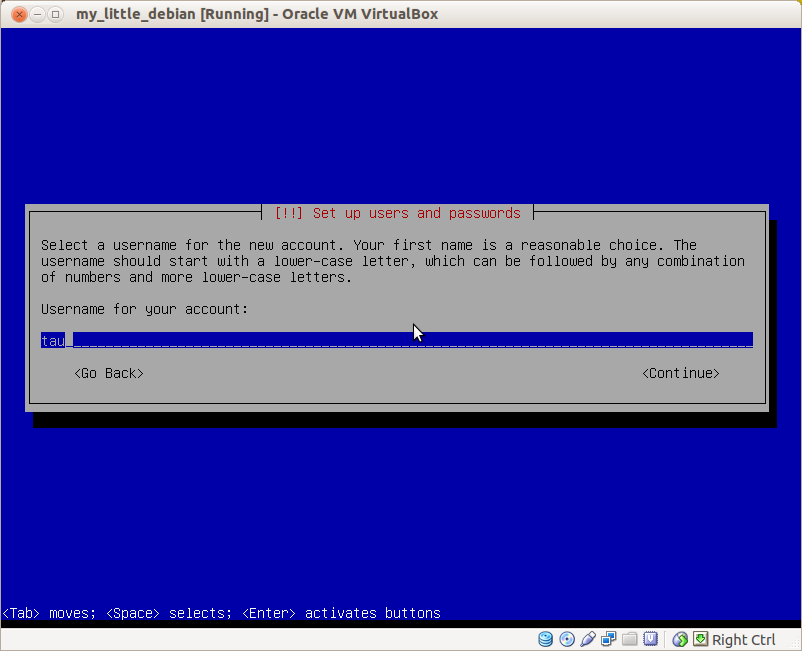 my_little_debian [Running] - Oracle VM VirtualBox
[!!] Set up users and passwords
Select a username for the new account. Your first name is a reasonable choice. The
username should start with a lower-case letter, which can be followed by any combination
of numbers and more lower-case letters.
Username for your account:
tau
<Go Back> <Continue>
<Tab> moves; <Space> selects; <Enter> activates buttons
Right Ctrl